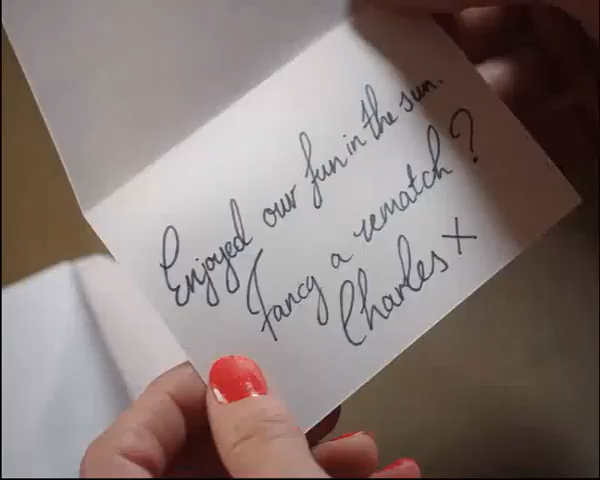 Enjoyed our fun in the sun.
Fancy a rematch?
Charles x